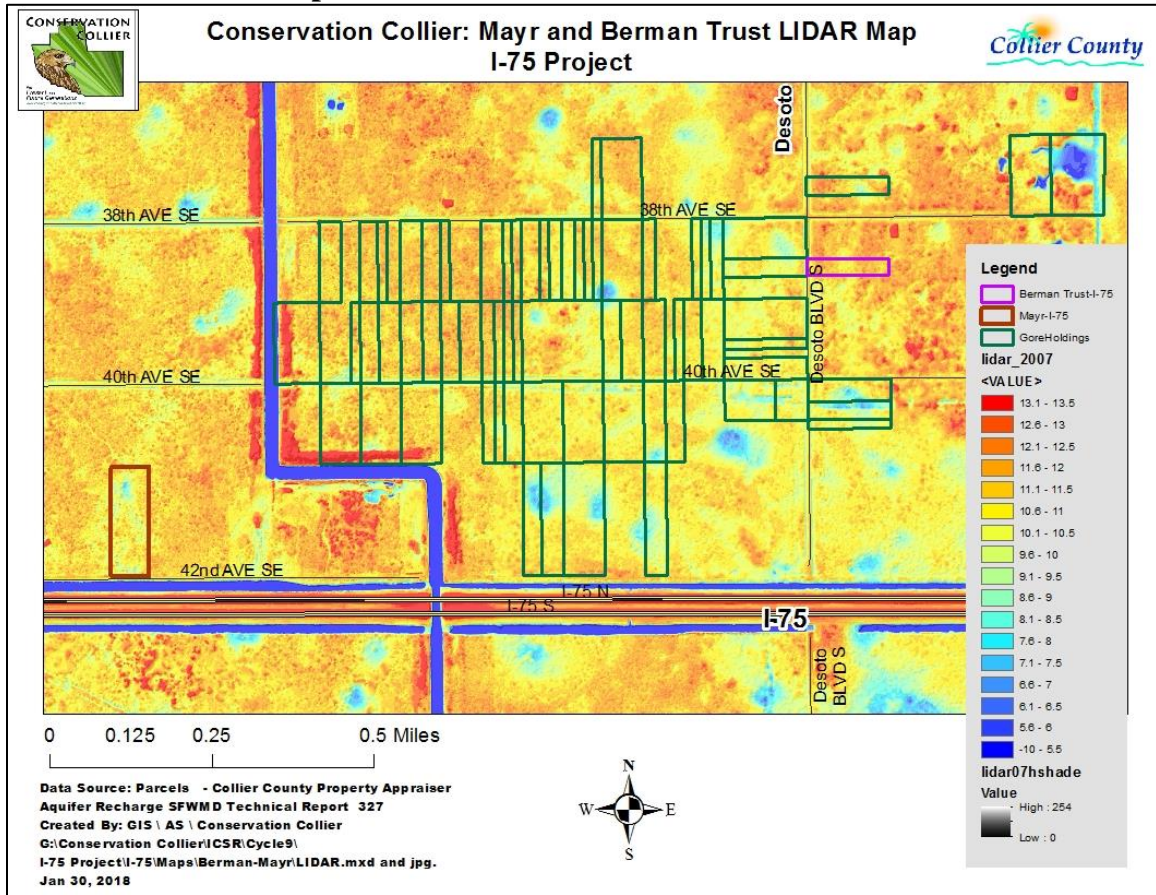 CONSERVATION
COLLIER
Conservation Collier: Mayr and Berman Trust LIDAR Map
I-75 Project
Collier County
Desoto
38th AVE SE
38th AVE SE
Desoto BLVD S
40th AVE SE
40th AVE SE
42nd AVE SE
I-75 N
I-75 S
I-75
Desoto
BLVD S
Legend
Berman Trust-I-75
Mayr-I-75
GoreHoldings
lidar_2007
<VALUE>
13.1 - 13.5
12.6 - 13
12.1 - 12.5
11.6 - 12
11.1 - 11.5
10.6 - 11
10.1 - 10.5
9.6 - 10
9.1 - 9.5
8.6 - 9
8.1 - 8.5
7.6 - 8
7.1 - 7.5
6.6 - 7
6.1 - 6.5
5.6 - 6
-10 - 5.5
lidar07hshade
Value
High : 254
Low : 0
0 0.125 0.25 0.5 Miles
N
W E
S
Data Source: Parcels - Collier County Property Appraiser
Aquifer Recharge SFWMD Technical Report 327
Created By: GIS \ AS \ Conservation Collier
G:\Conservation Collier\ICSR\Cycle9\
I-75 Project\I-75\Maps\Berman-Mayr\LIDAR.mxd and jpg.
Jan 30, 2018